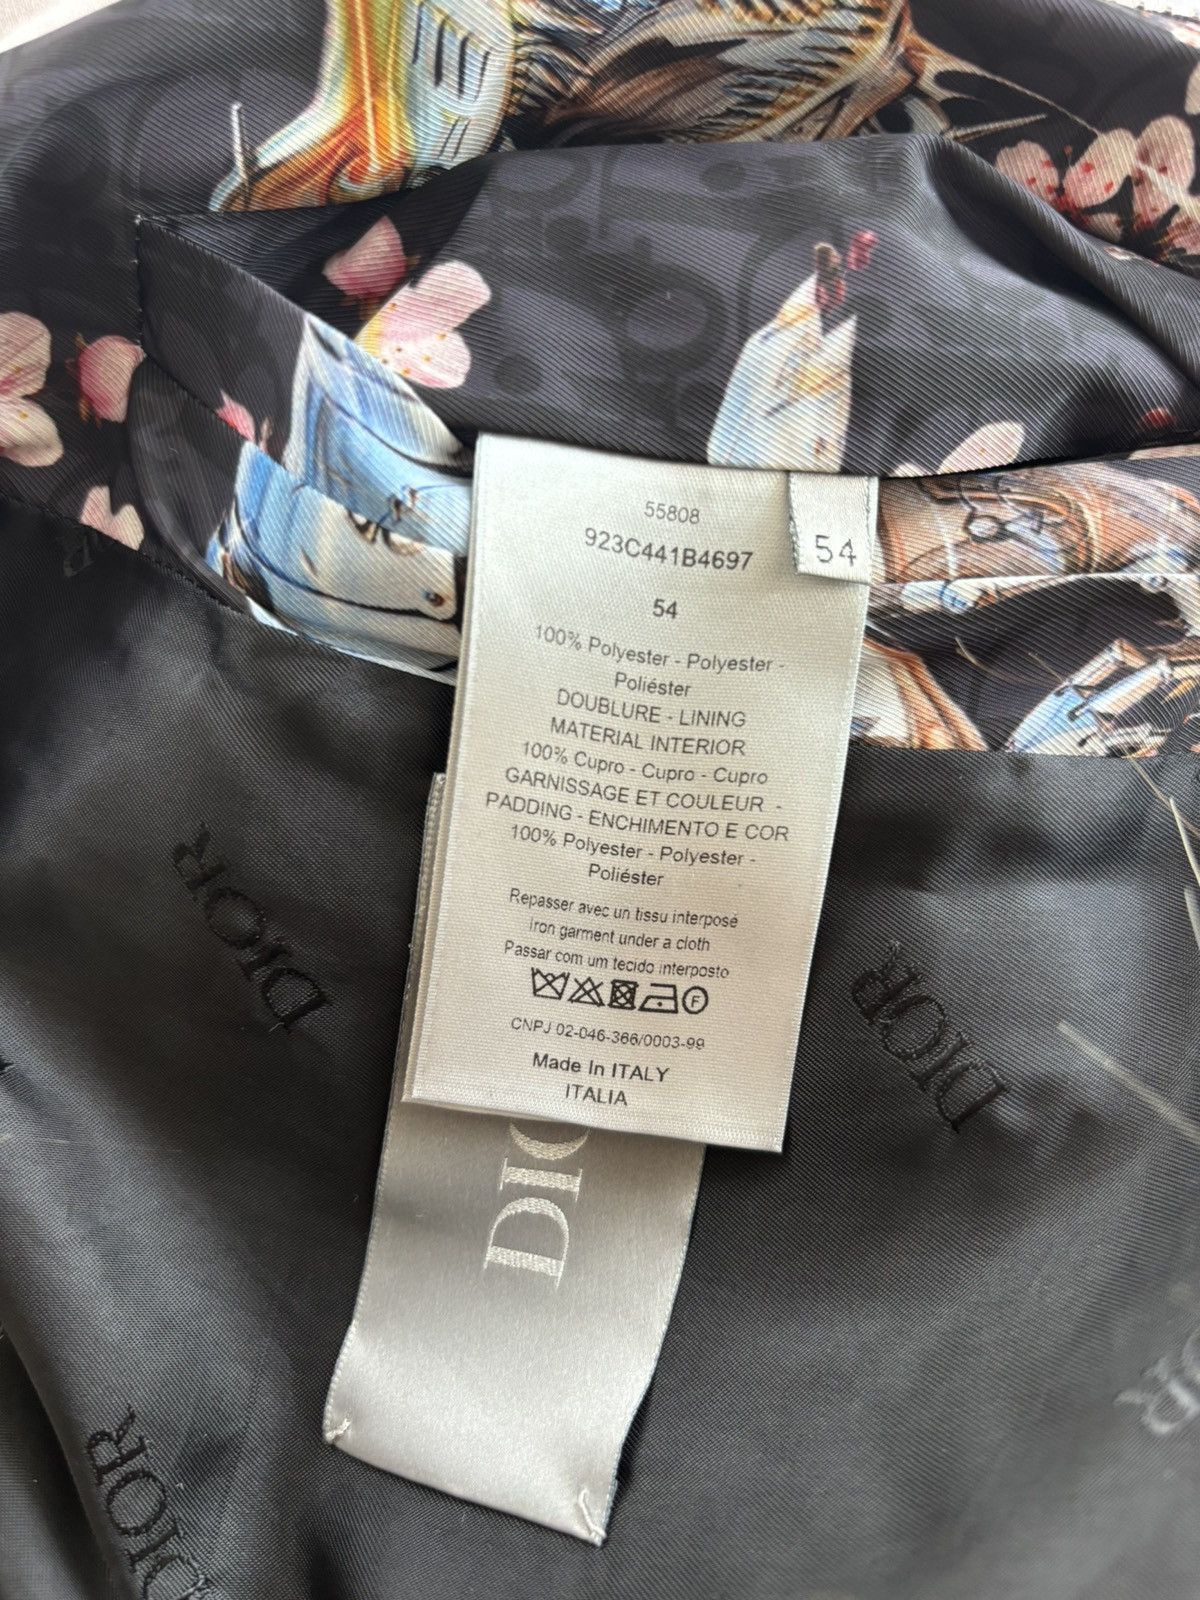 55808
923C441B4697
54
54
100% Polyester - Polyester -
Poliéster
DOUBLURE - LINING
MATERIAL INTERIOR
100% Cupro - Cupro - Cupro
GARNISSAGE ET COULEUR -
PADDING - ENCHIMENTO E COR
100% Polyester - Polyester -
Poliéster
Repasser avec un tissu interposé
iron garment under a cloth
Passar com um tecido interposto
F
CNPJ 02-046-366/0003-99
Made In ITALY
ITALIA
DIOR
DIOR
DIOR